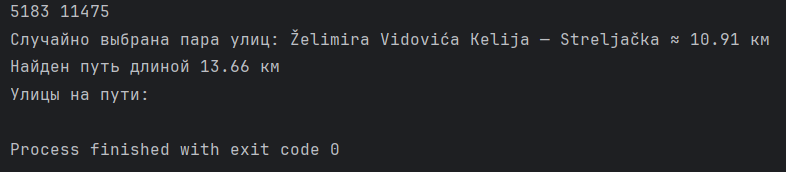 5183 11475
Случайно выбрана пара улиц: Želimira Vidovića Kelija — Streljačka ≈ 10.91 км
Найден путь длиной 13.66 км
Улицы на пути:
Process finished with exit code 0